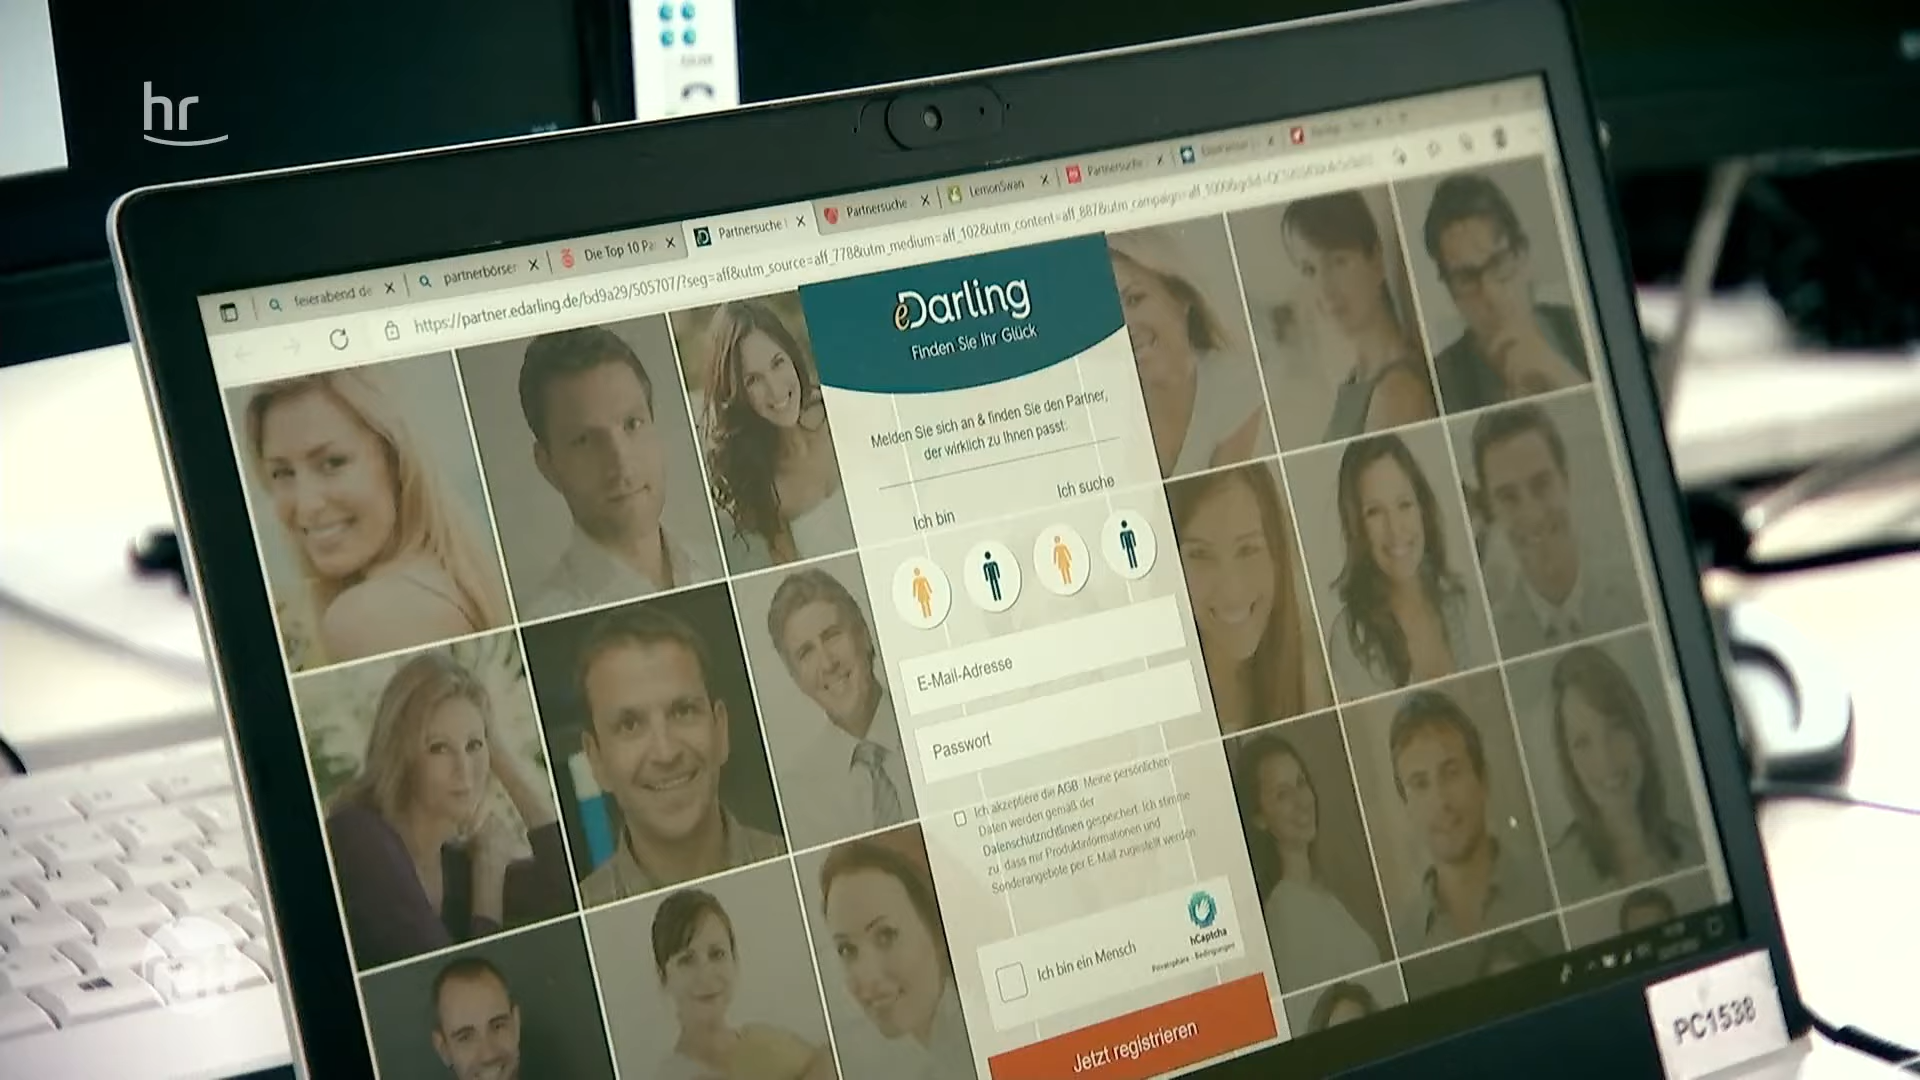 hr
feierabend de
partnerbörser
Die Top 10 Pa
Partnersuche
Partnersuche
LemonSwan
Partnersuche
https://partner.edarling.de/bd9a29/505707/?seg=aff&utm_source=aff_778&utm_medium=aff_102&utm_content=aff_887&utm_campaign=aff_1000
eDarling
Finden Sie Ihr Glück
Melden Sie sich an & finden Sie den Partner,
der wirklich zu Ihnen passt:
Ich bin
Ich suche
E-Mail-Adresse
Passwort
Ich akzeptiere die AGB. Meine persönlichen
Daten werden gemäß der
Datenschutzrichtlinien gespeichert. Ich stimme
zu, dass mir Produktinformationen und
Sonderangebote per E-Mail zugestellt werden
hCaptcha
Ich bin ein Mensch
Privatsphäre - Bedingungen
Jetzt registrieren
PC1538